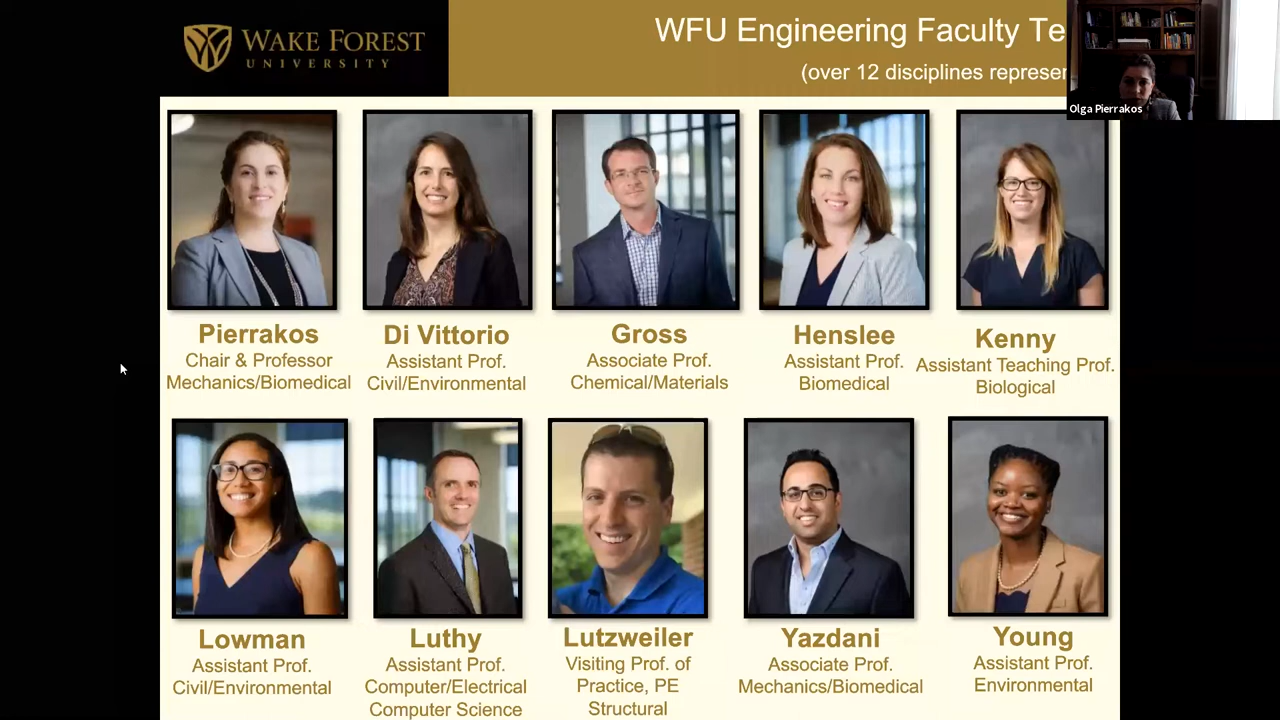 WAKE FOREST
UNIVERSITY
WFU Engineering Faculty Te
(over 12 disciplines represen
Olga Pierrakos
Pierrakos
Chair & Professor
Mechanics/Biomedical
Di Vittorio
Assistant Prof.
Civil/Environmental
Gross
Associate Prof.
Chemical/Materials
Henslee
Assistant Prof.
Biomedical
Kenny
Assistant Teaching Prof.
Biological
Lowman
Assistant Prof.
Civil/Environmental
Luthy
Assistant Prof.
Computer/Electrical
Computer Science
Lutzweiler
Visiting Prof. of
Practice, PE
Structural
Yazdani
Associate Prof.
Mechanics/Biomedical
Young
Assistant Prof.
Environmental